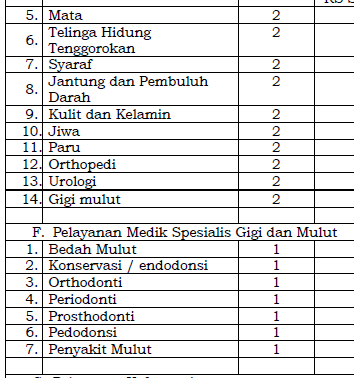 5. Mata 2
6. Telinga Hidung
Tenggorokan 2
7. Syaraf 2
8. Jantung dan Pembuluh
Darah 2
9. Kulit dan Kelamin 2
10. Jiwa 2
11. Paru 2
12. Orthopedi 2
13. Urologi 2
14. Gigi mulut 2
F. Pelayanan Medik Spesialis Gigi dan Mulut
1. Bedah Mulut 1
2. Konservasi / endodonsi 1
3. Orthodonti 1
4. Periodonti 1
5. Prosthodonti 1
6. Pedodonsi 1
7. Penyakit Mulut 1